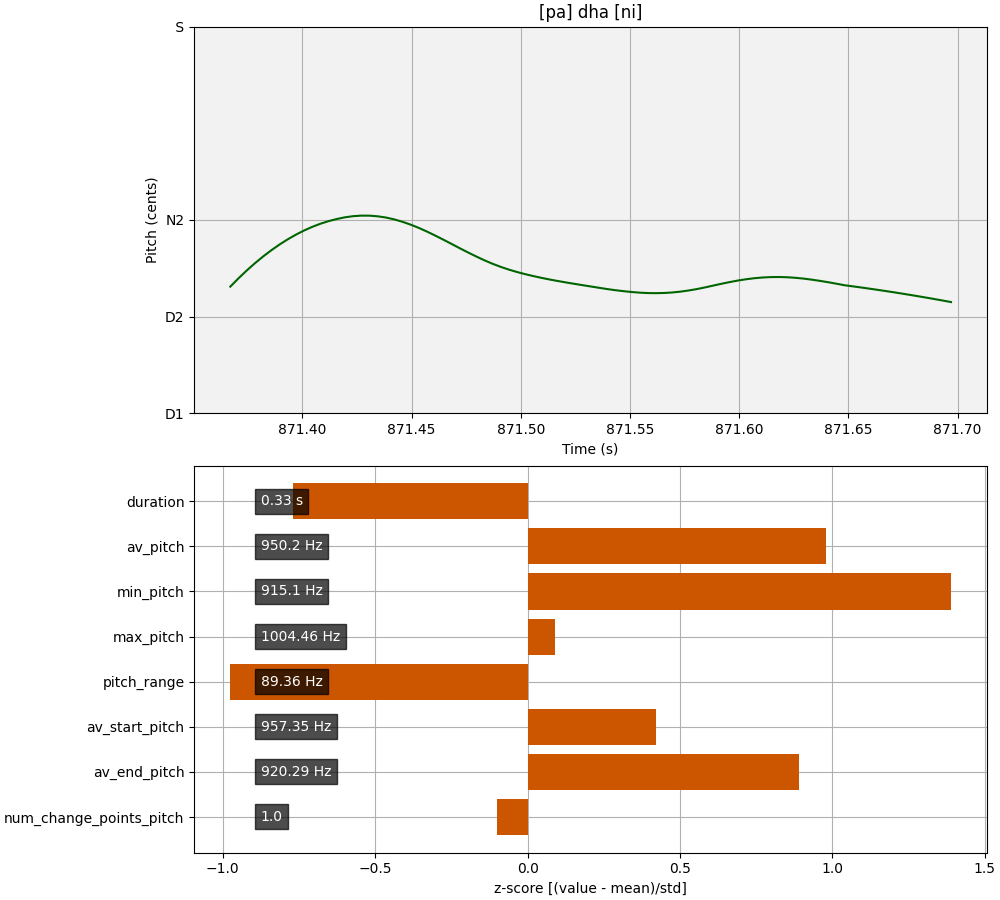 [pa] dha [ni]
S
N2
D2
D1
Pitch (cents)
871.40 871.45 871.50 871.55 871.60 871.65 871.70
Time (s)
duration 0.33 s
av_pitch 950.2 Hz
min_pitch 915.1 Hz
max_pitch 1004.46 Hz
pitch_range 89.36 Hz
av_start_pitch 957.35 Hz
av_end_pitch 920.29 Hz
num_change_points_pitch 1.0
−1.0 −0.5 0.0 0.5 1.0 1.5
z-score [(value - mean)/std]